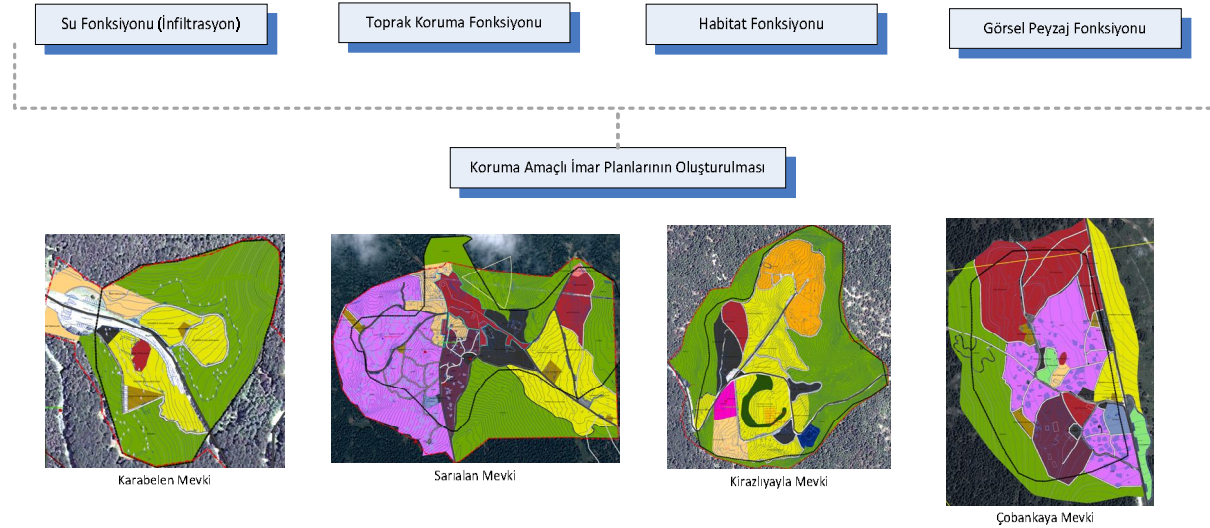 Su Fonksiyonu (İnfiltrasyon)
Toprak Koruma Fonksiyonu
Habitat Fonksiyonu
Görsel Peyzaj Fonksiyonu
Koruma Amaçlı İmar Planlarının Oluşturulması
Karabelen Mevki
Sarıalan Mevki
Kirazlıyayla Mevki
Çobankaya Mevki